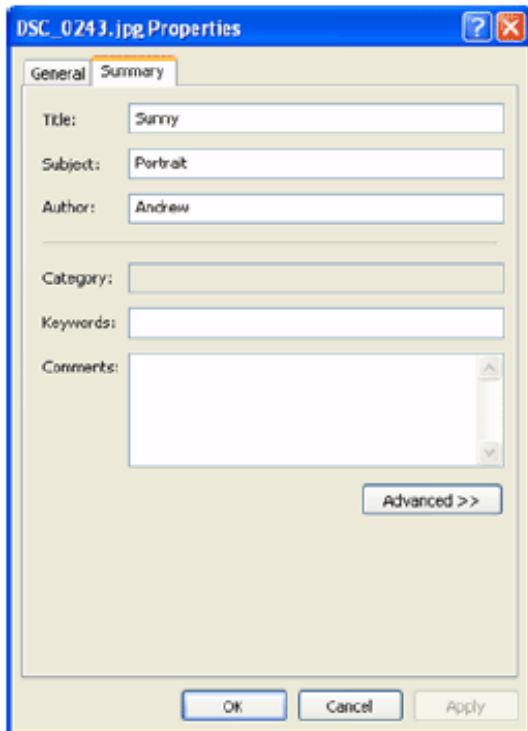 DSC_0243.jpg Properties
General Summary
Title: Sunny
Subject: Portrait
Author: Andrew
Category:
Keywords:
Comments:
Advanced >>
OK Cancel Apply